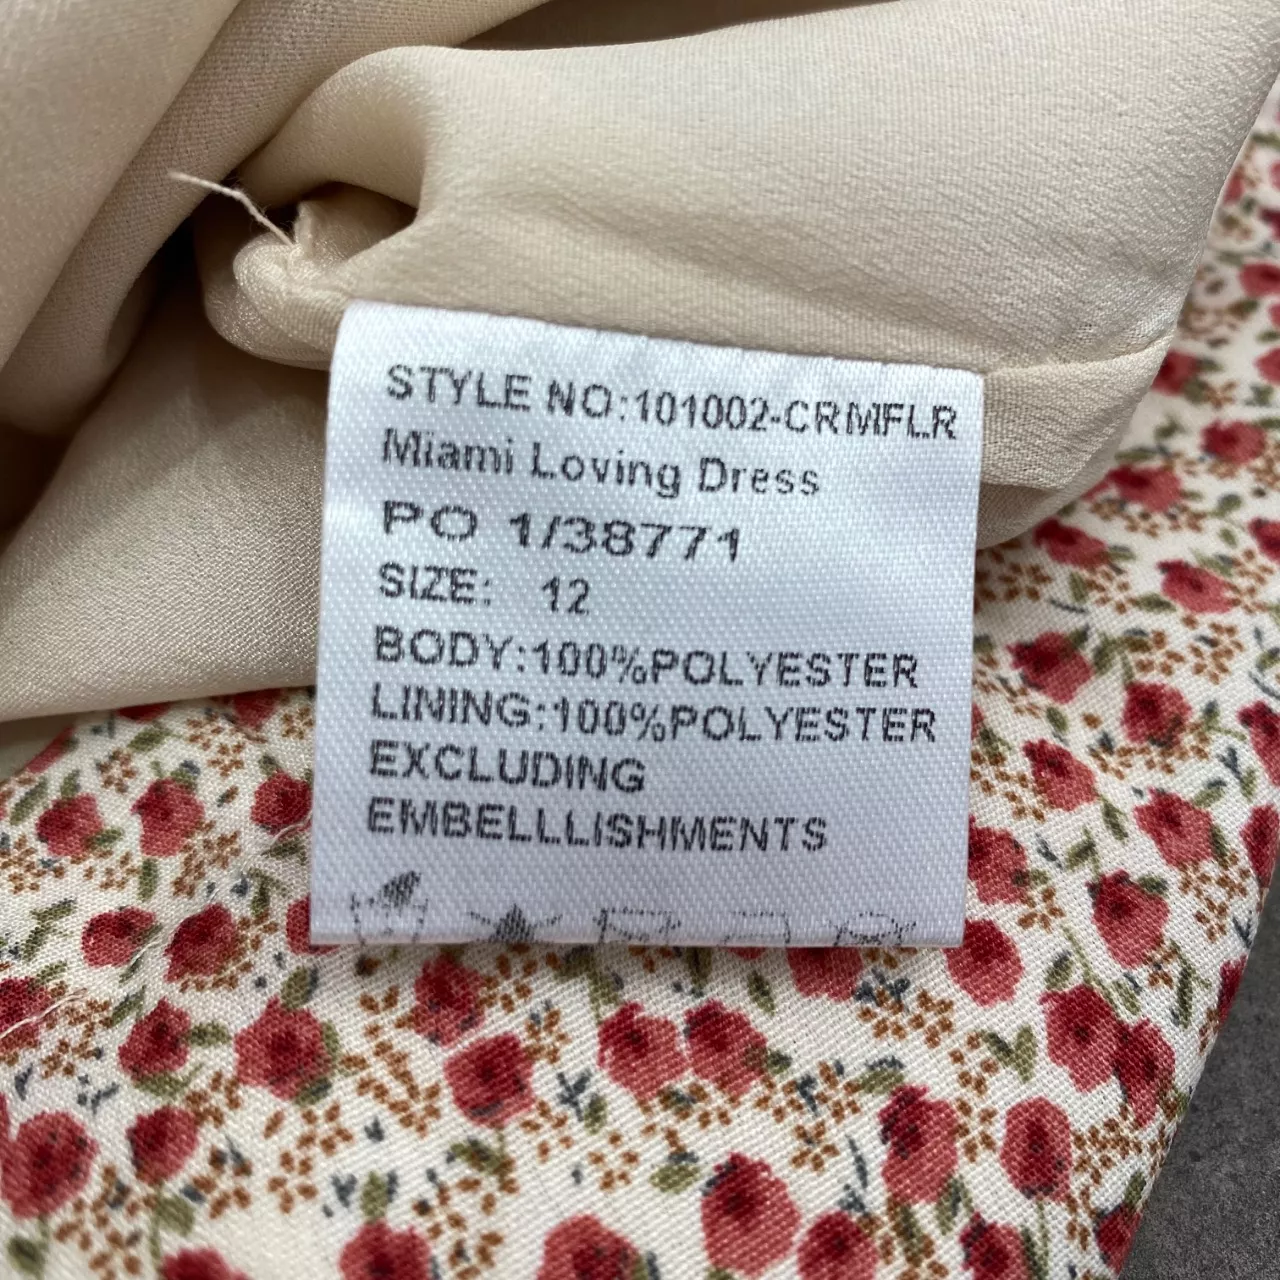 STYLE NO:101002-CRMFLR
Miami Loving Dress
PO 1/38771
SIZE: 12
BODY:100%POLYESTER
LINING:100%POLYESTER
EXCLUDING
EMBELLLISHMENTS